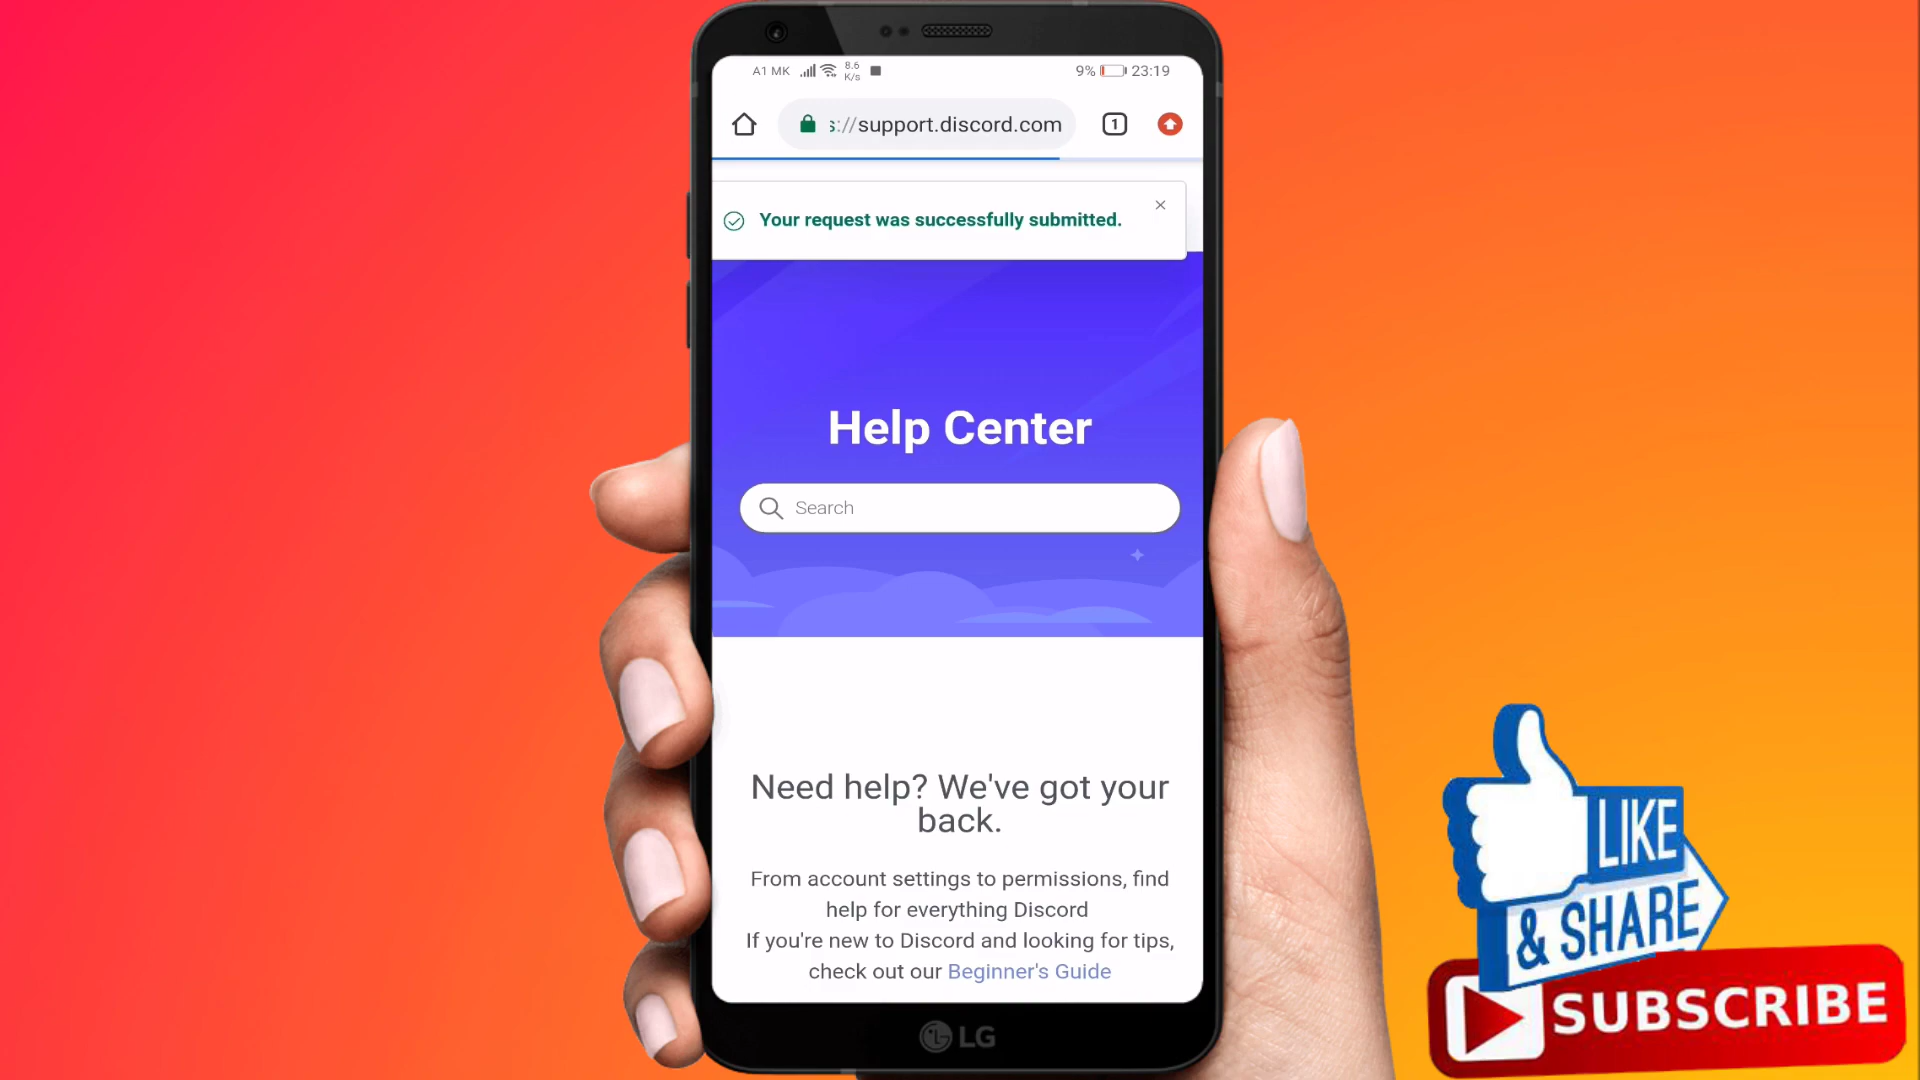 A1 MK
8.6
K/s
9%
23:19
s://support.discord.com
1
Your request was successfully submitted.
Help Center
Search
Need help? We've got your
back.
From account settings to permissions, find
help for everything Discord
If you're new to Discord and looking for tips,
check out our Beginner's Guide
LG
LIKE
& SHARE
SUBSCRIBE